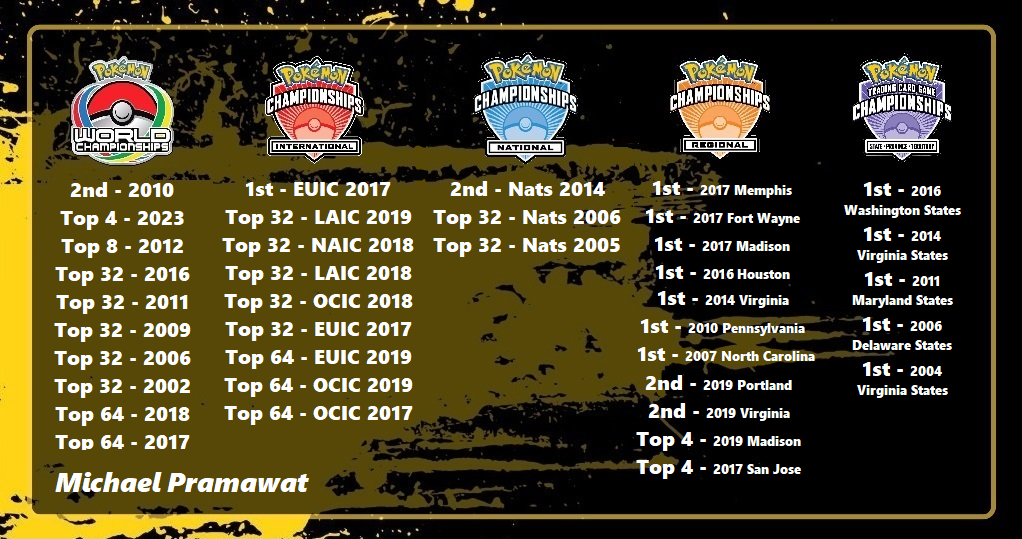 Pokémon
WORLD
CHAMPIONSHIPS
2nd - 2010
Top 4 - 2023
Top 8 - 2012
Top 32 - 2016
Top 32 - 2011
Top 32 - 2009
Top 32 - 2006
Top 32 - 2002
Top 64 - 2018
Top 64 - 2017
Pokémon
CHAMPIONSHIPS
INTERNATIONAL
1st - EUIC 2017
Top 32 - LAIC 2019
Top 32 - NAIC 2018
Top 32 - LAIC 2018
Top 32 - OCIC 2018
Top 32 - EUIC 2017
Top 64 - EUIC 2019
Top 64 - OCIC 2019
Top 64 - OCIC 2017
Pokémon
CHAMPIONSHIPS
NATIONAL
2nd - Nats 2014
Top 32 - Nats 2006
Top 32 - Nats 2005
Pokémon
CHAMPIONSHIPS
REGIONAL
1st - 2017 Memphis
1st - 2017 Fort Wayne
1st - 2017 Madison
1st - 2016 Houston
1st - 2014 Virginia
1st - 2010 Pennsylvania
1st - 2007 North Carolina
2nd - 2019 Portland
2nd - 2019 Virginia
Top 4 - 2019 Madison
Top 4 - 2017 San Jose
Pokémon
TRADING CARD GAME
CHAMPIONSHIPS
STATE • PROVINCE • TERRITORY
1st - 2016
Washington States
1st - 2014
Virginia States
1st - 2011
Maryland States
1st - 2006
Delaware States
1st - 2004
Virginia States
Michael Pramawat